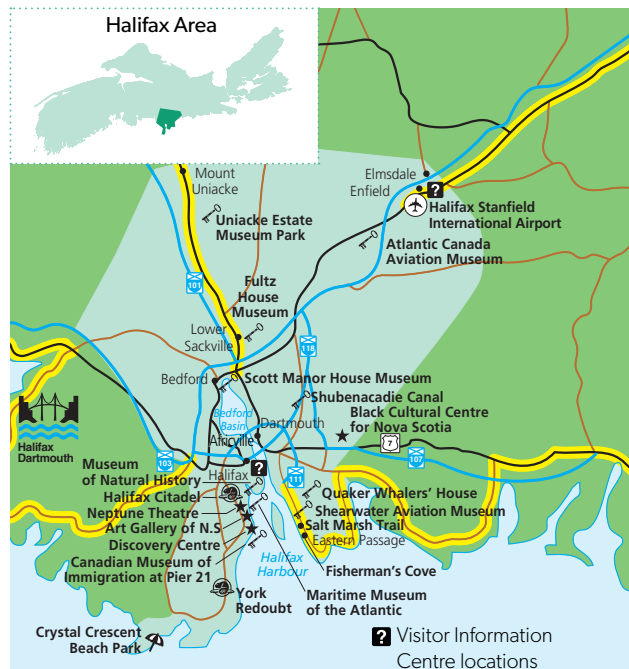 Halifax Area
Mount
Uniacke
Elmsdale
Enfield
?
Halifax Stanfield
International Airport
Uniacke Estate
Museum Park
Atlantic Canada
Aviation Museum
101
Fultz
House
Museum
Lower
Sackville
118
Bedford
Scott Manor House Museum
Shubenacadie Canal
Bedford
Basin
Black Cultural Centre
for Nova Scotia
Dartmouth
Africville
7
Halifax
Dartmouth
103
107
Halifax
?
111
Museum
of Natural History
Halifax Citadel
Neptune Theatre
Art Gallery of N.S
Discovery Centre
Canadian Museum of
Immigration at Pier 21
Quaker Whalers' House
Shearwater Aviation Museum
Salt Marsh Trail
Eastern Passage
Halifax
Harbour
Fisherman's Cove
York
Redoubt
Maritime Museum
of the Atlantic
Crystal Crescent
Beach Park
? Visitor Information
Centre locations